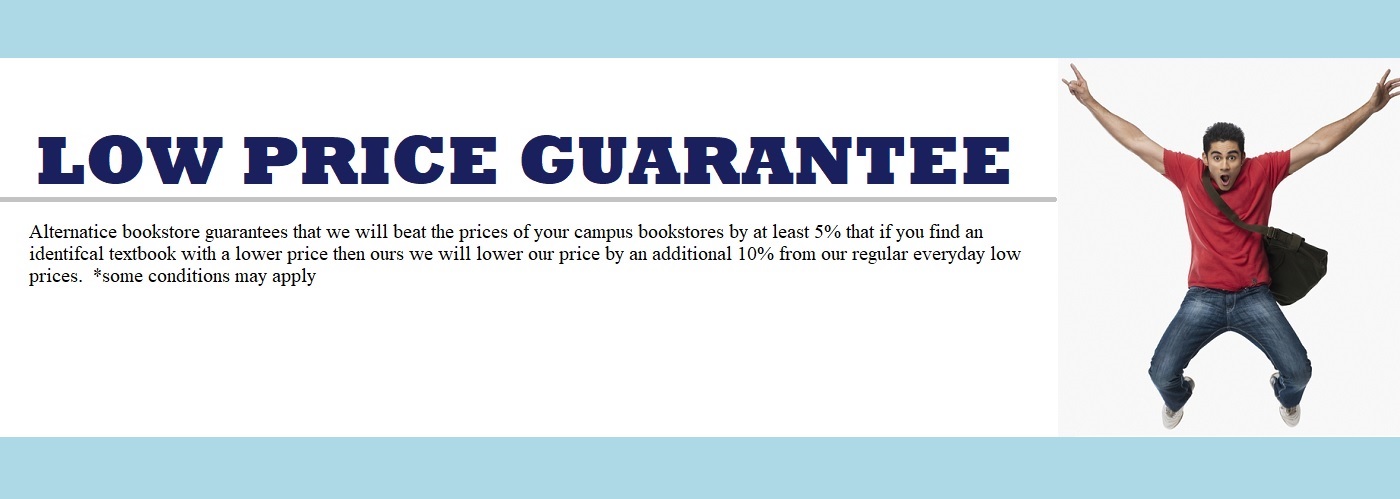 LOW PRICE GUARANTEE
Alternatice bookstore guarantees that we will beat the prices of your campus bookstores by at least 5% that if you find an
identifcal textbook with a lower price then ours we will lower our price by an additional 10% from our regular everyday low
prices.  *some conditions may apply